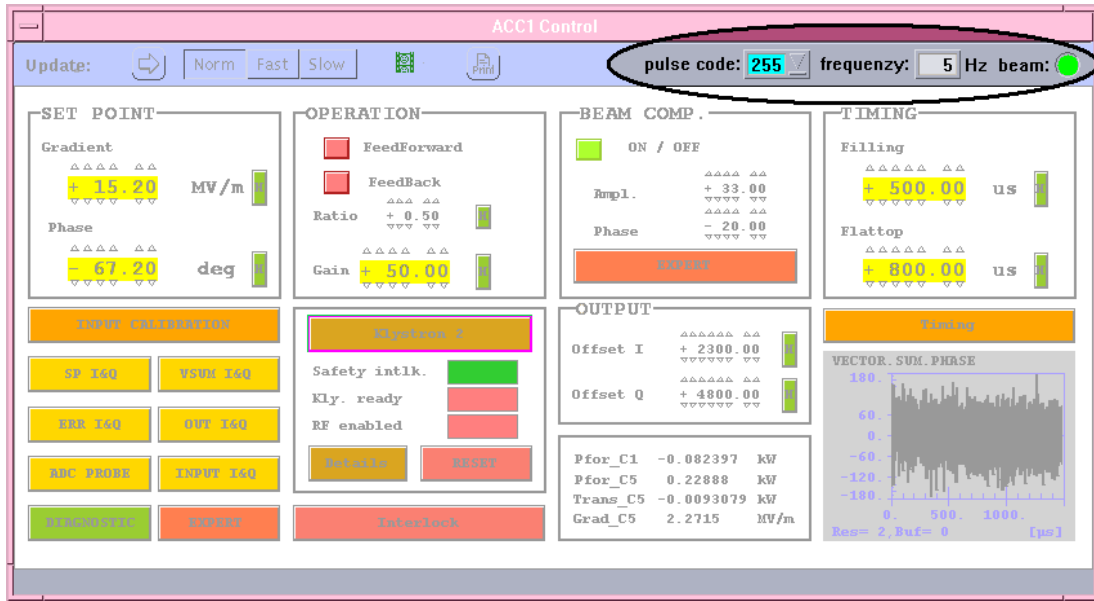 ACC1 Control
Update: Norm Fast Slow Print pulse code: 255 frequenzy: 5 Hz beam:
SET POINT
Gradient
+ 15.20 MV/m H
Phase
- 67.20 deg H
OPERATION
FeedForward
FeedBack
Ratio + 0.50 H
Gain + 50.00 H
BEAM COMP.
ON / OFF
Ampl. + 33.00
Phase - 20.00
EXPERT
TIMING
Filling
+ 500.00 us H
Flattop
+ 800.00 us H
INPUT CALIBRATION
SP I&Q VSUM I&Q
ERR I&Q OUT I&Q
ADC PROBE INPUT I&Q
DIAGNOSTIC EXPERT
Klystron 2
Safety intlk.
Kly. ready
RF enabled
Details RESET
Interlock
OUTPUT
Offset I + 2300.00 H
Offset Q + 4800.00 H
Pfor_C1 -0.082397 kW
Pfor_C5 0.22888 kW
Trans_C5 -0.0093079 kW
Grad_C5 2.2715 MV/m
Timing
VECTOR.SUM.PHASE
180.
60.
0.
-60.
-120.
-180.
0. 500. 1000.
Res= 2,Buf= 0 [µs]